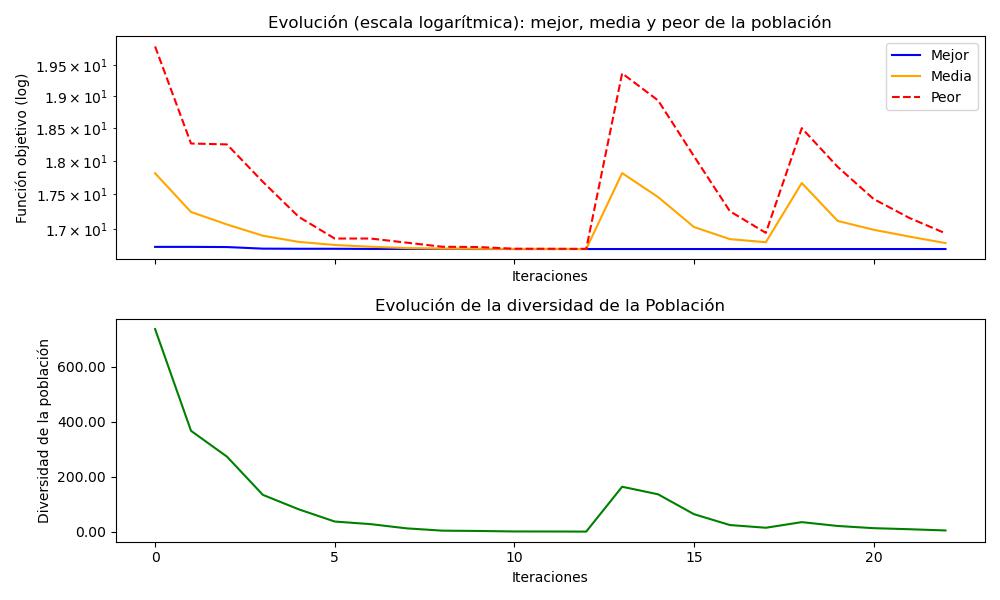 Evolución (escala logarítmica): mejor, media y peor de la población
Función objetivo (log)
1.95 × 10¹
1.9 × 10¹
1.85 × 10¹
1.8 × 10¹
1.75 × 10¹
1.7 × 10¹
Mejor
Media
Peor
Iteraciones
Evolución de la diversidad de la Población
Diversidad de la población
600.00
400.00
200.00
0.00
0 5 10 15 20
Iteraciones